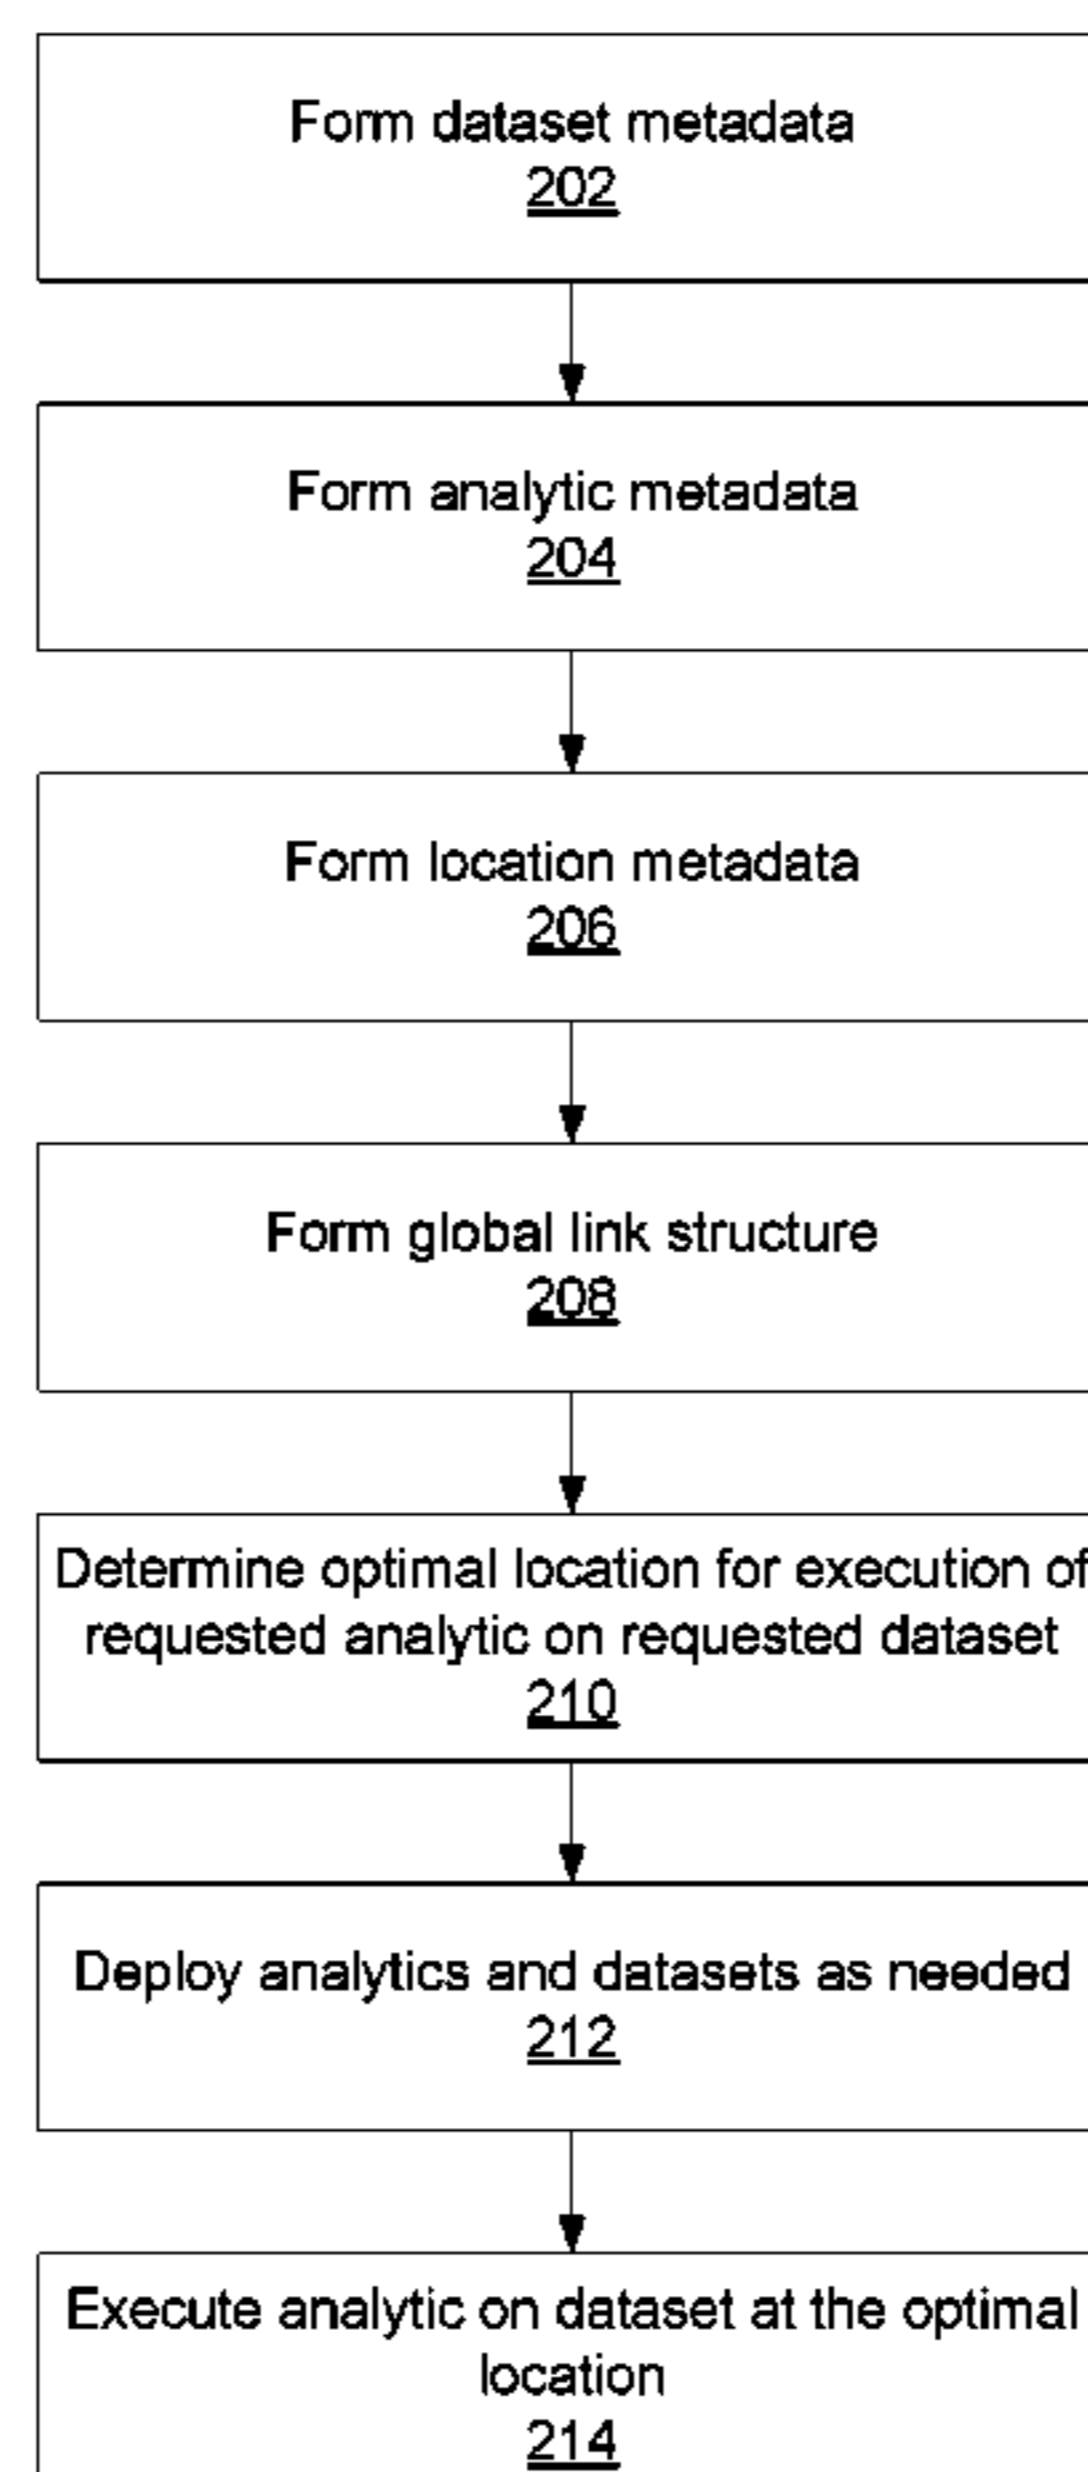 Form dataset metadata
202
Form analytic metadata
204
Form location metadata
206
Form global link structure
208
Determine optimal location for execution of
requested analytic on requested dataset
210
Deploy analytics and datasets as needed
212
Execute analytic on dataset at the optimal
location
214